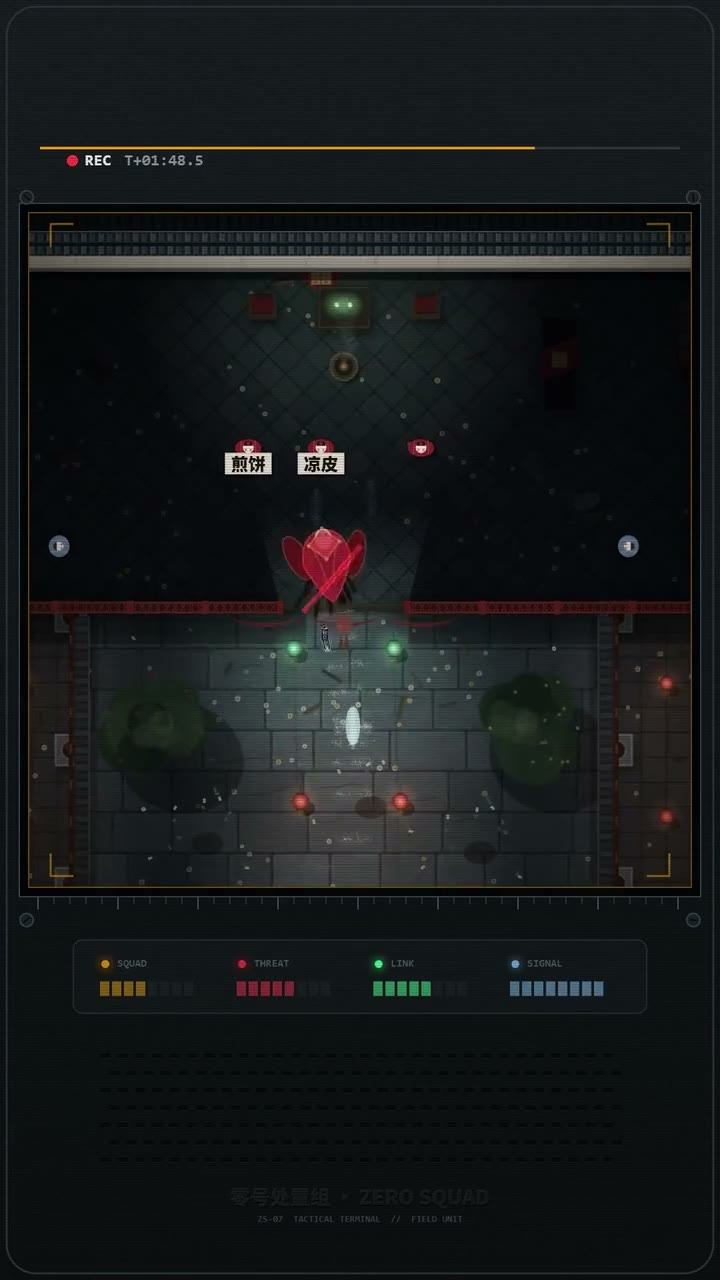 REC T+01:48.5
煎饼 凉皮
SQUAD THREAT LINK SIGNAL
零号处置组 · ZERO SQUAD
ZS-07 TACTICAL TERMINAL // FIELD UNIT